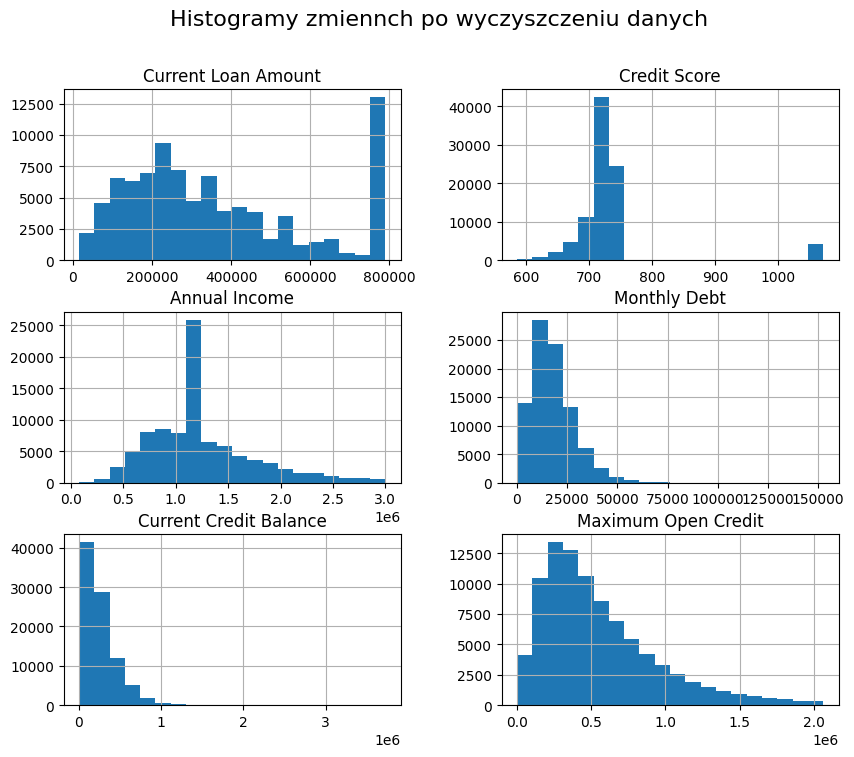 Histogramy zmiennch po wyczyszczeniu danych
Current Loan Amount
12500
10000
7500
5000
2500
0
0 200000 400000 600000 800000
Credit Score
40000
30000
20000
10000
0
600 700 800 900 1000
Annual Income
25000
20000
15000
10000
5000
0
0.0 0.5 1.0 1.5 2.0 2.5 3.0
1e6
Monthly Debt
25000
20000
15000
10000
5000
0
0 25000 50000 75000 100000 125000 150000
Current Credit Balance
40000
30000
20000
10000
0
0 1 2 3
1e6
Maximum Open Credit
12500
10000
7500
5000
2500
0
0.0 0.5 1.0 1.5 2.0
1e6